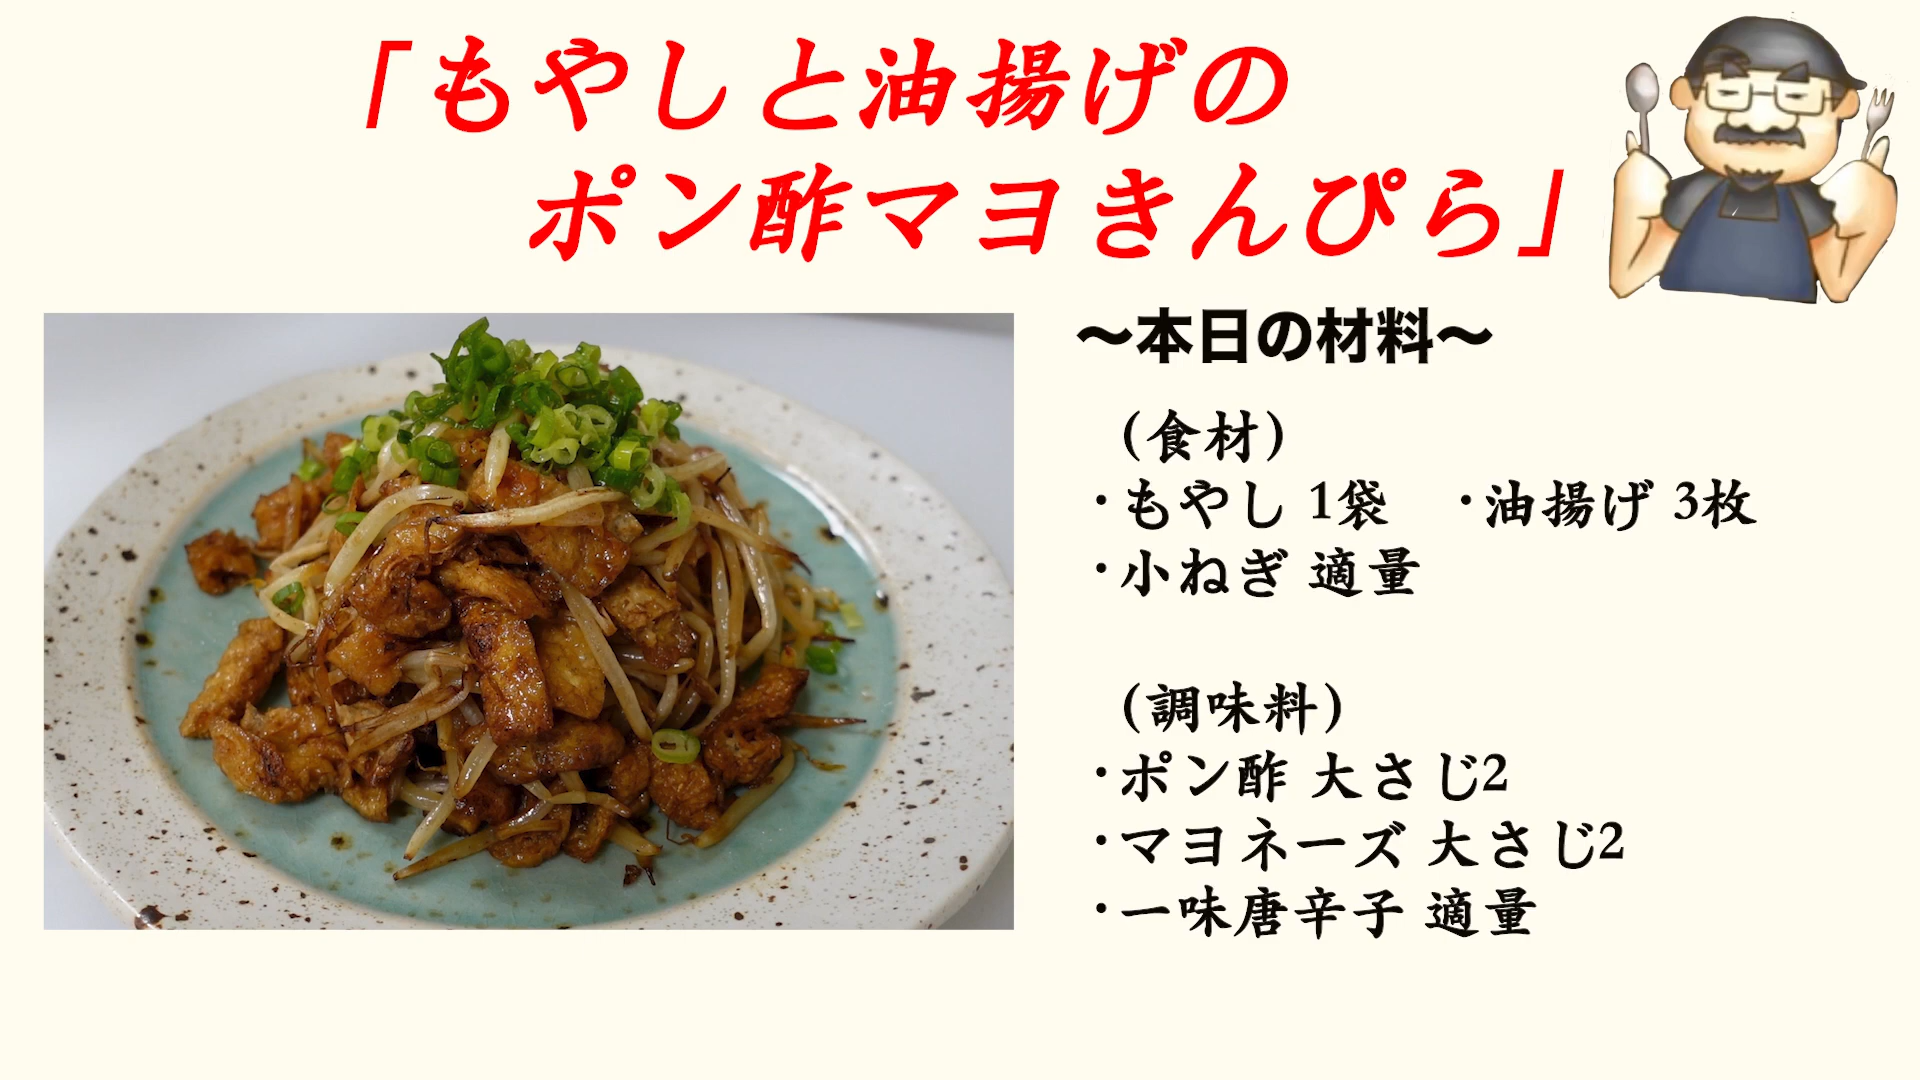 「もやしと油揚げの
ポン酢マヨきんぴら」
〜本日の材料〜
（食材）
・もやし 1袋　・油揚げ 3枚
・小ねぎ 適量
（調味料）
・ポン酢 大さじ2
・マヨネーズ 大さじ2
・一味唐辛子 適量